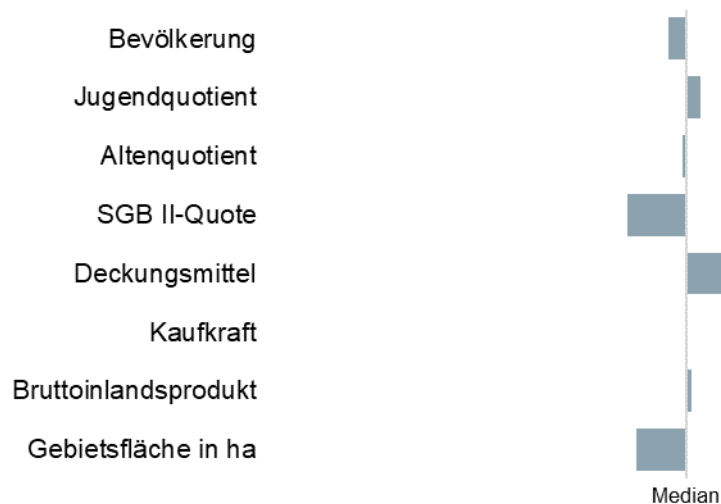 Bevölkerung
Jugendquotient
Altenquotient
SGB II-Quote
Deckungsmittel
Kaufkraft
Bruttoinlandsprodukt
Gebietsfläche in ha
Median